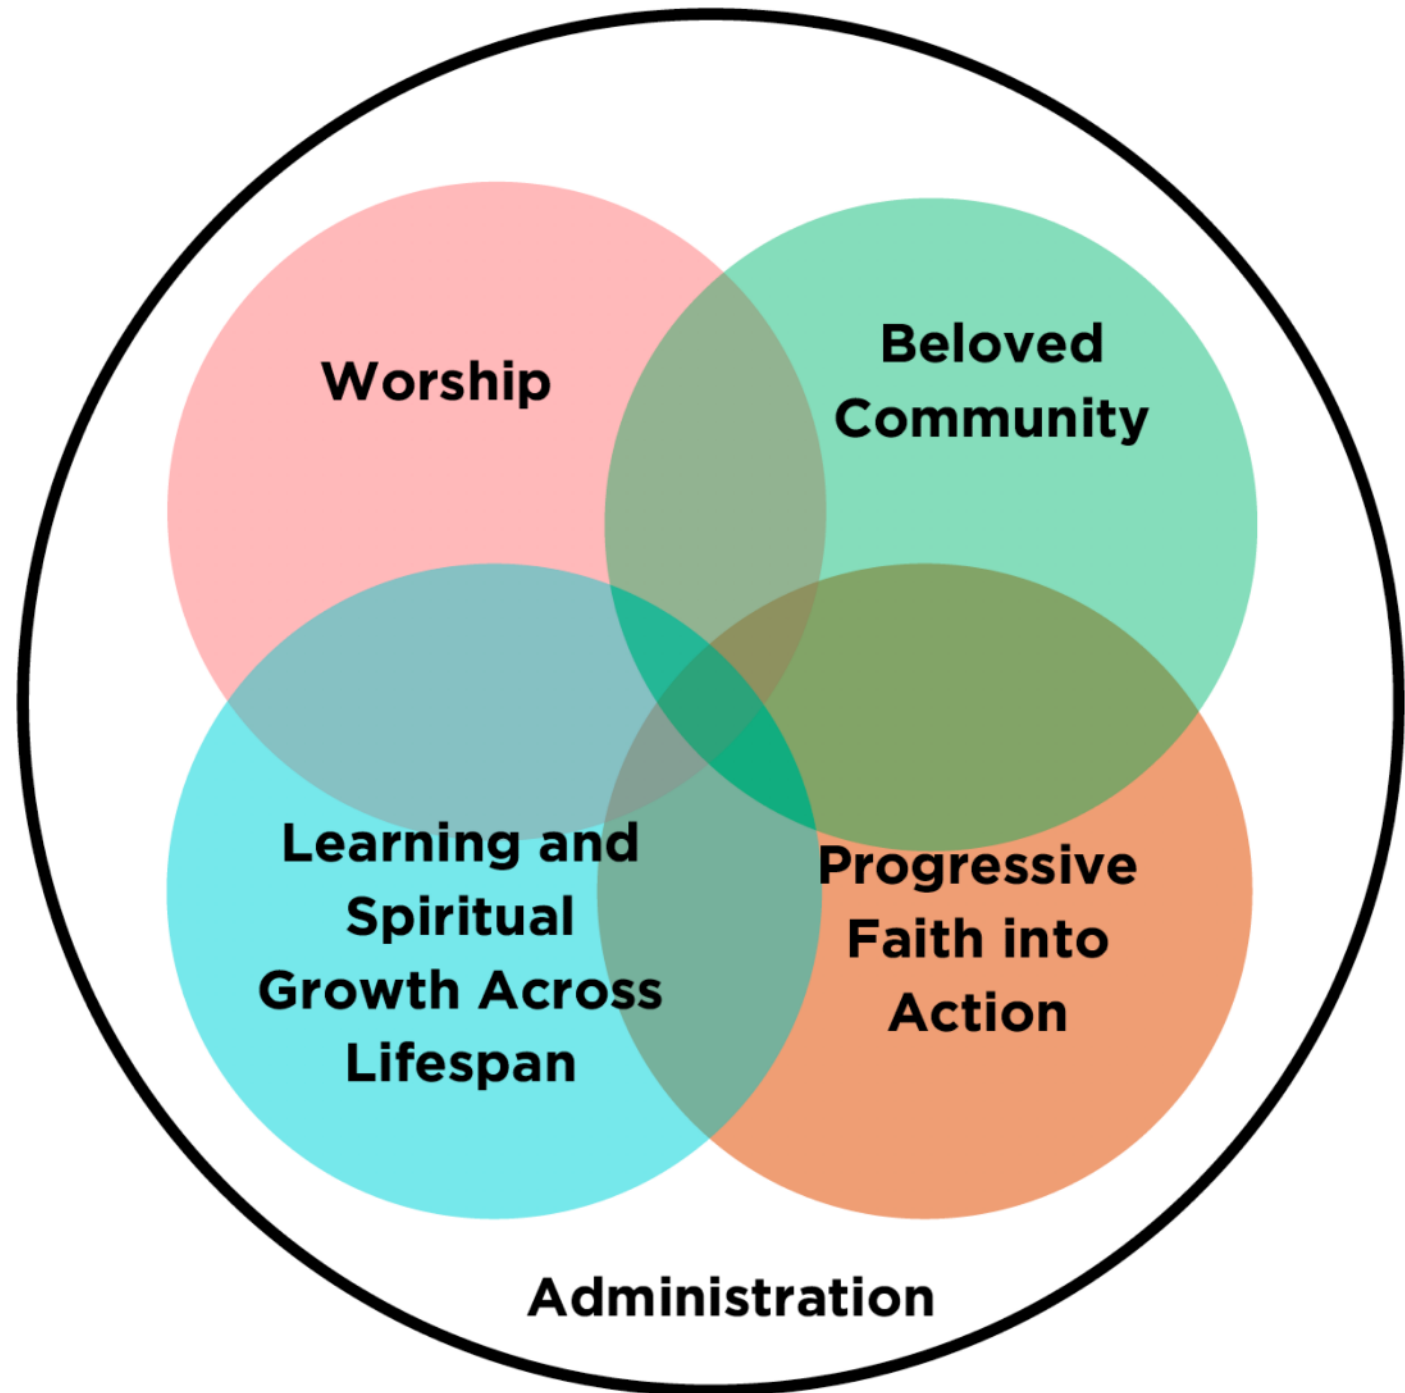 Worship
Beloved
Community
Learning and
Spiritual
Growth Across
Lifespan
Progressive
Faith into
Action
Administration